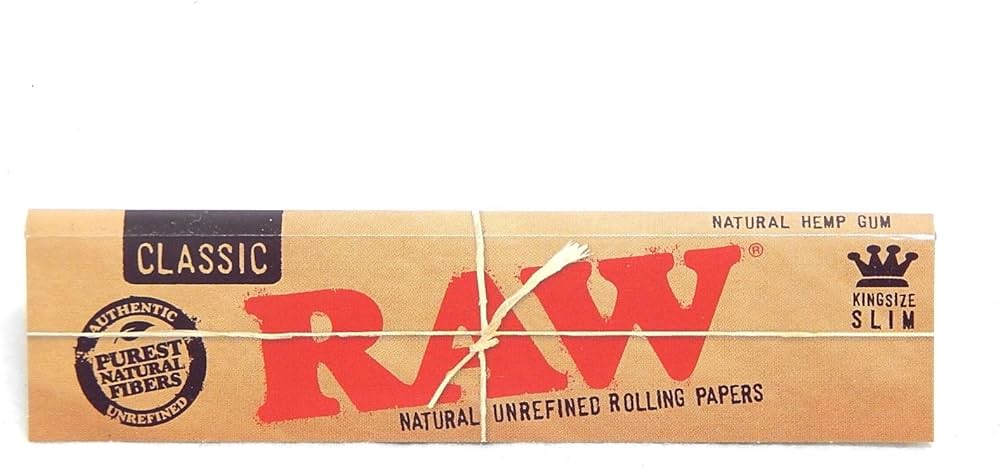 NATURAL HEMP GUM
CLASSIC
RAW®
KINGSIZE
SLIM
AUTHENTIC
PUREST
NATURAL
FIBERS
UNREFINED
NATURAL UNREFINED ROLLING PAPERS